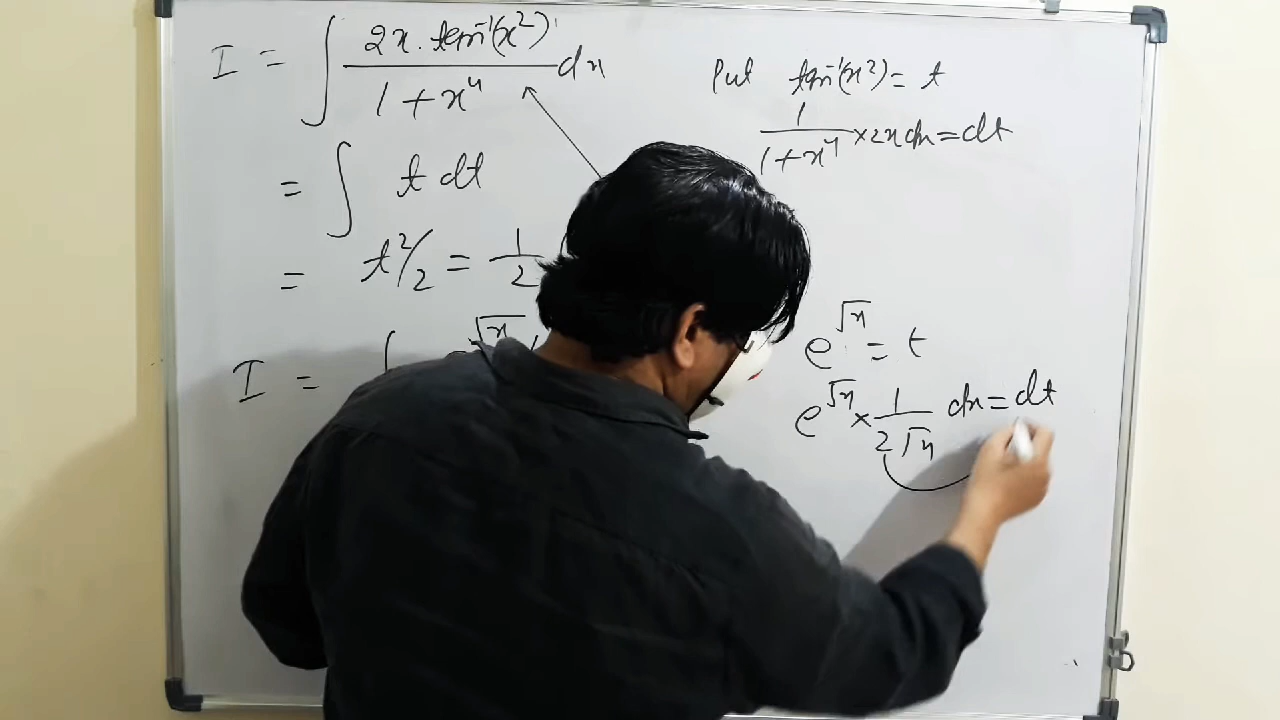 I = ∫ 2x.tan⁻¹(x²) / 1+x⁴ dx
= ∫ t dt
= t²/2 = 1/2
I = ∫ e^√x
Put tan⁻¹(x²) = t
1/1+x⁴ × 2x dx = dt
e^√x = t
e^√x × 1/2√x dx = dt